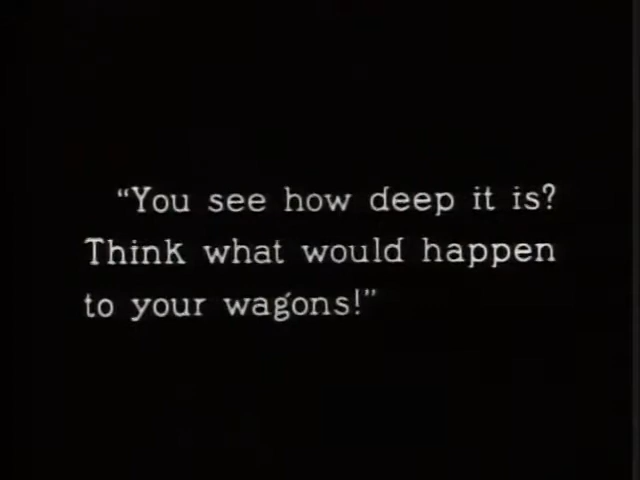 “You see how deep it is?
Think what would happen
to your wagons!”